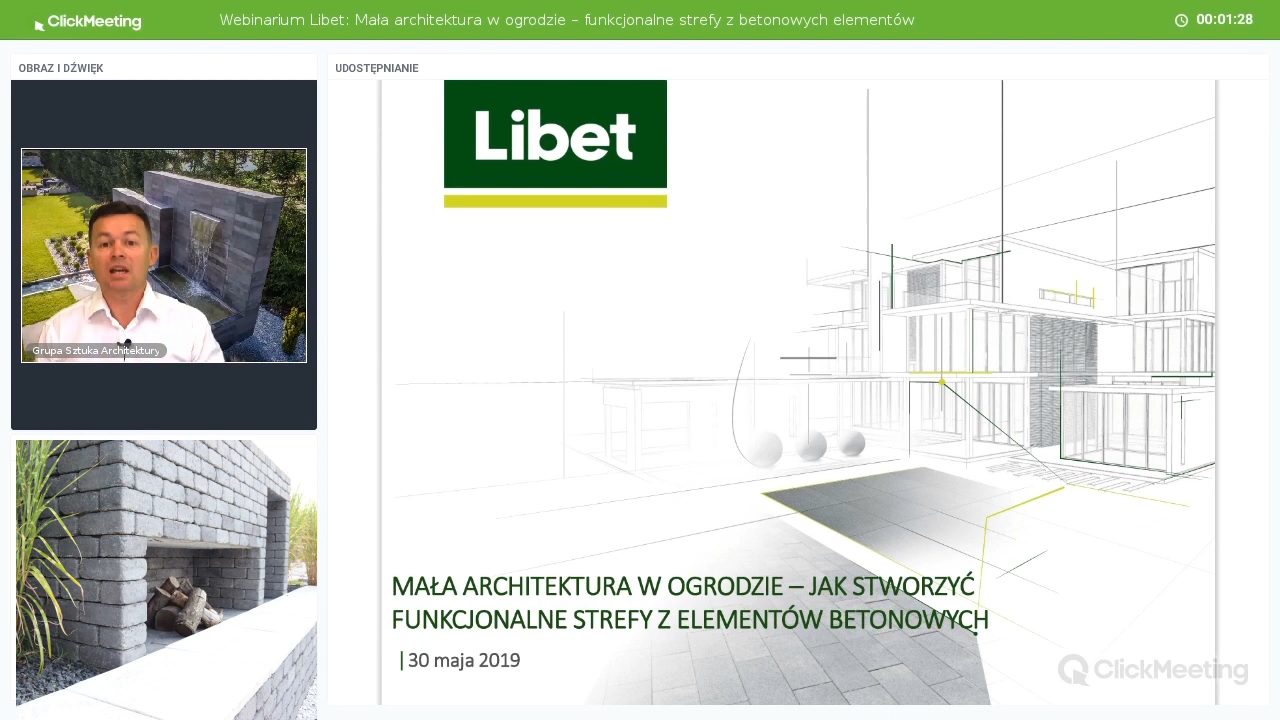 ClickMeeting
Webinarium Libet: Mała architektura w ogrodzie – funkcjonalne strefy z betonowych elementów
00:01:28
OBRAZ I DŹWIĘK
UDOSTĘPNIANIE
Libet
Grupa Sztuka Architektury
MAŁA ARCHITEKTURA W OGRODZIE – JAK STWORZYĆ
FUNKCJONALNE STREFY Z ELEMENTÓW BETONOWYCH
30 maja 2019
ClickMeeting